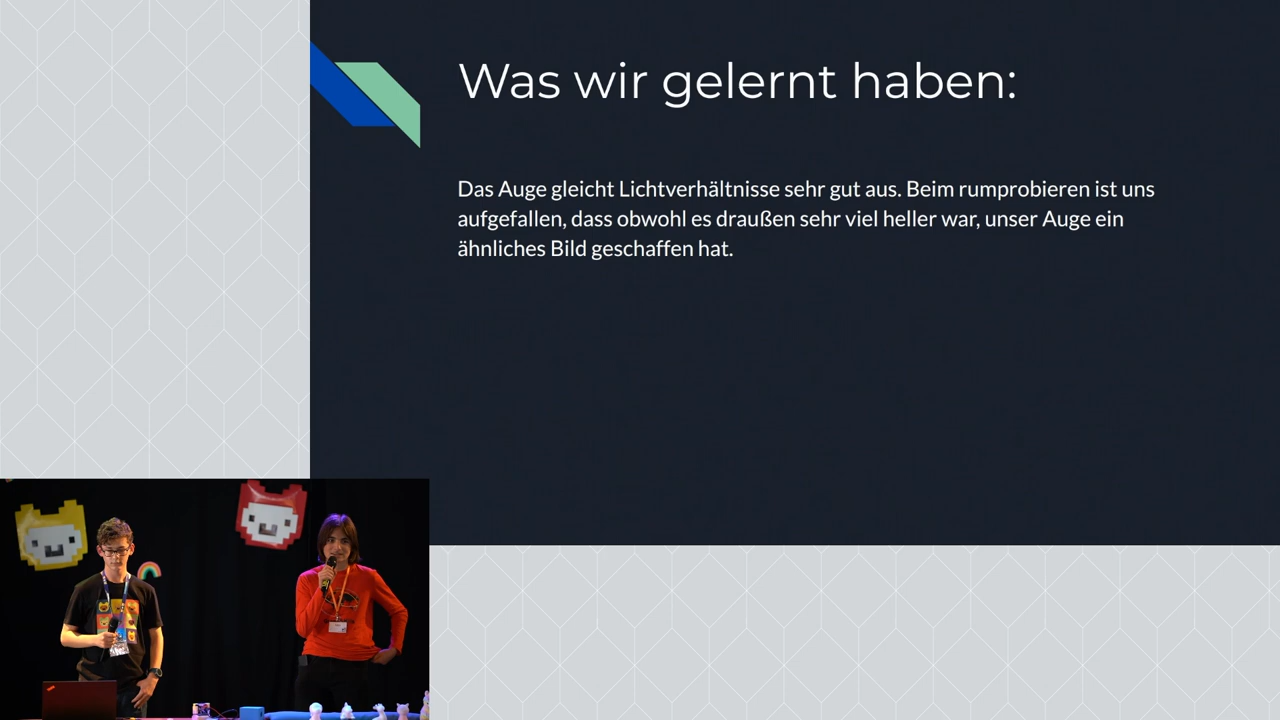 Was wir gelernt haben:
Das Auge gleicht Lichtverhältnisse sehr gut aus. Beim rumprobieren ist uns
aufgefallen, dass obwohl es draußen sehr viel heller war, unser Auge ein
ähnliches Bild geschaffen hat.